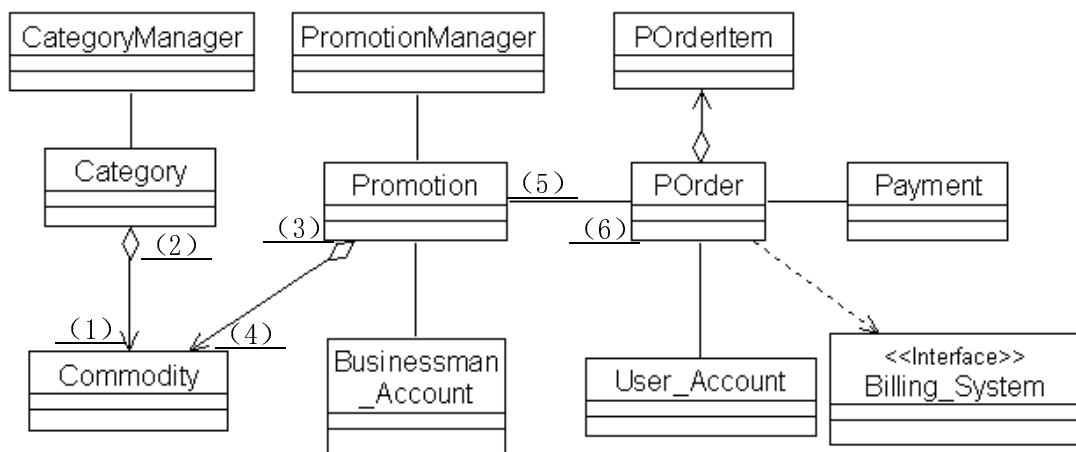 CategoryManager
PromotionManager
POrderItem
Category
Promotion
(5)
POrder
Payment
(2)
(3)
(6)
(1)
(4)
Commodity
Businessman
_Account
User_Account
<<Interface>>
Billing_System